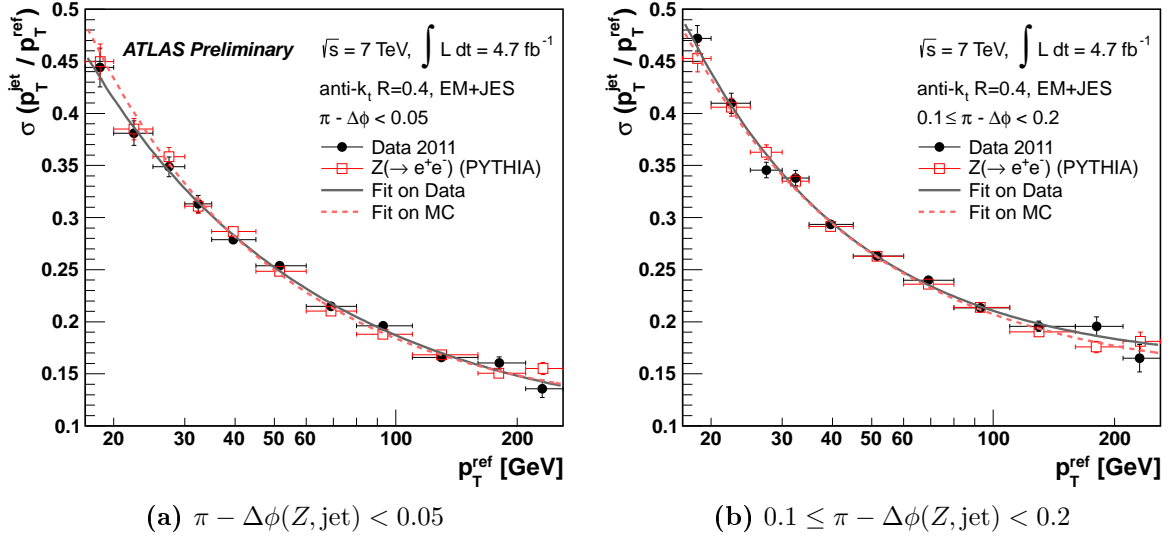 σ (p_T^jet / p_T^ref)
0.5
0.45
0.4
0.35
0.3
0.25
0.2
0.15
0.1
ATLAS Preliminary
√s = 7 TeV, ∫ L dt = 4.7 fb⁻¹
anti-k_t R=0.4, EM+JES
π - Δϕ < 0.05
Data 2011
Z(→ e⁺e⁻) (PYTHIA)
Fit on Data
Fit on MC
20 30 40 50 60 100 200
p_T^ref [GeV]
(a) π − Δϕ(Z, jet) < 0.05
σ (p_T^jet / p_T^ref)
0.5
0.45
0.4
0.35
0.3
0.25
0.2
0.15
0.1
√s = 7 TeV, ∫ L dt = 4.7 fb⁻¹
anti-k_t R=0.4, EM+JES
0.1≤ π - Δϕ < 0.2
Data 2011
Z(→ e⁺e⁻) (PYTHIA)
Fit on Data
Fit on MC
20 30 40 50 60 100 200
p_T^ref [GeV]
(b) 0.1 ≤ π − Δϕ(Z, jet) < 0.2